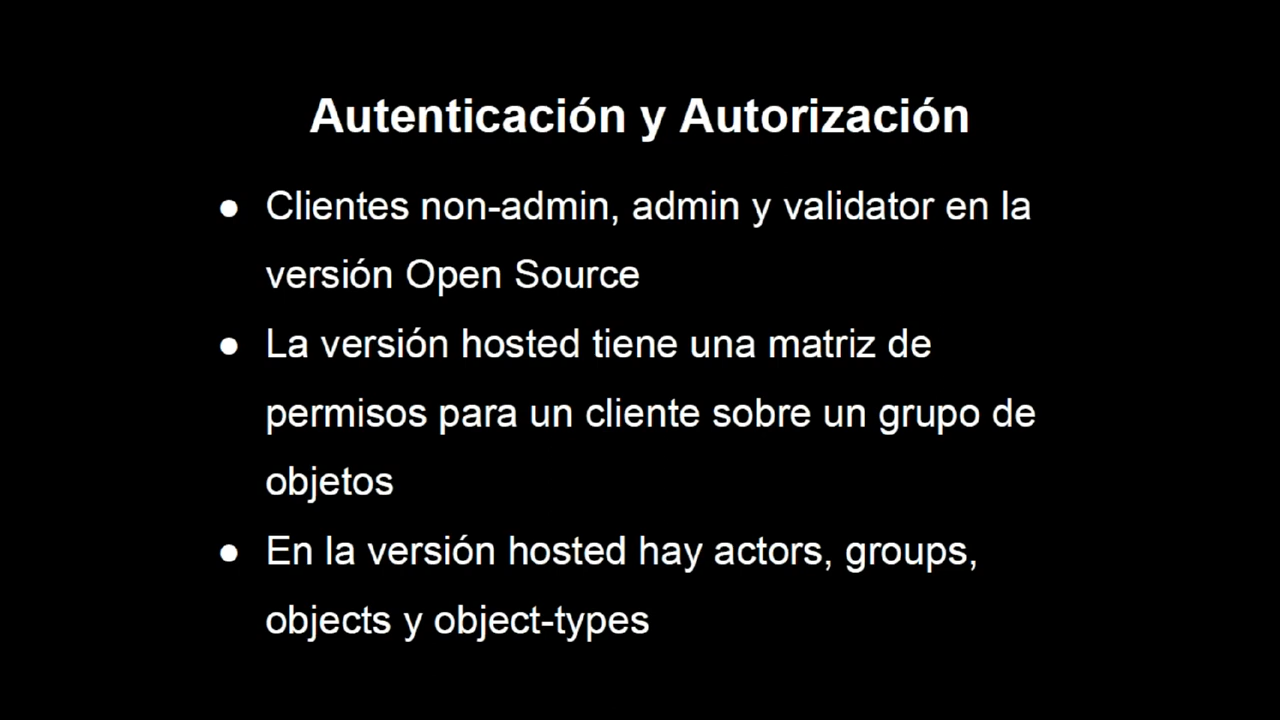 Autenticación y Autorización
● Clientes non-admin, admin y validator en la
versión Open Source
● La versión hosted tiene una matriz de
permisos para un cliente sobre un grupo de
objetos
● En la versión hosted hay actors, groups,
objects y object-types